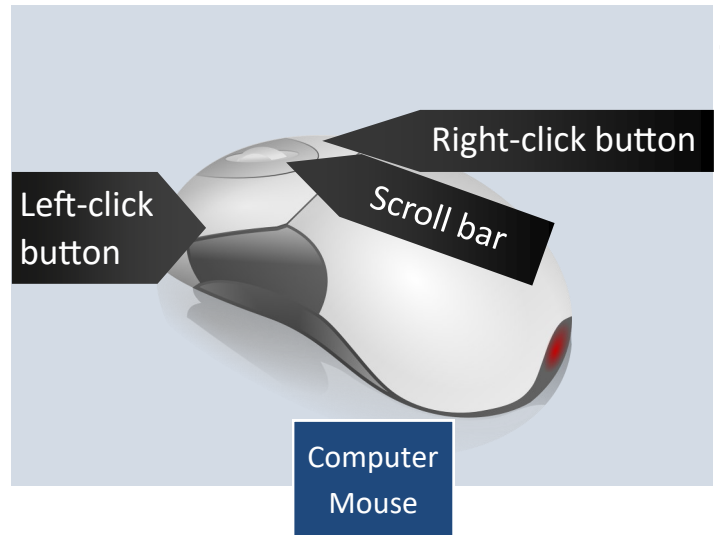 Right-click button
Left-click
button
Scroll bar
Computer
Mouse